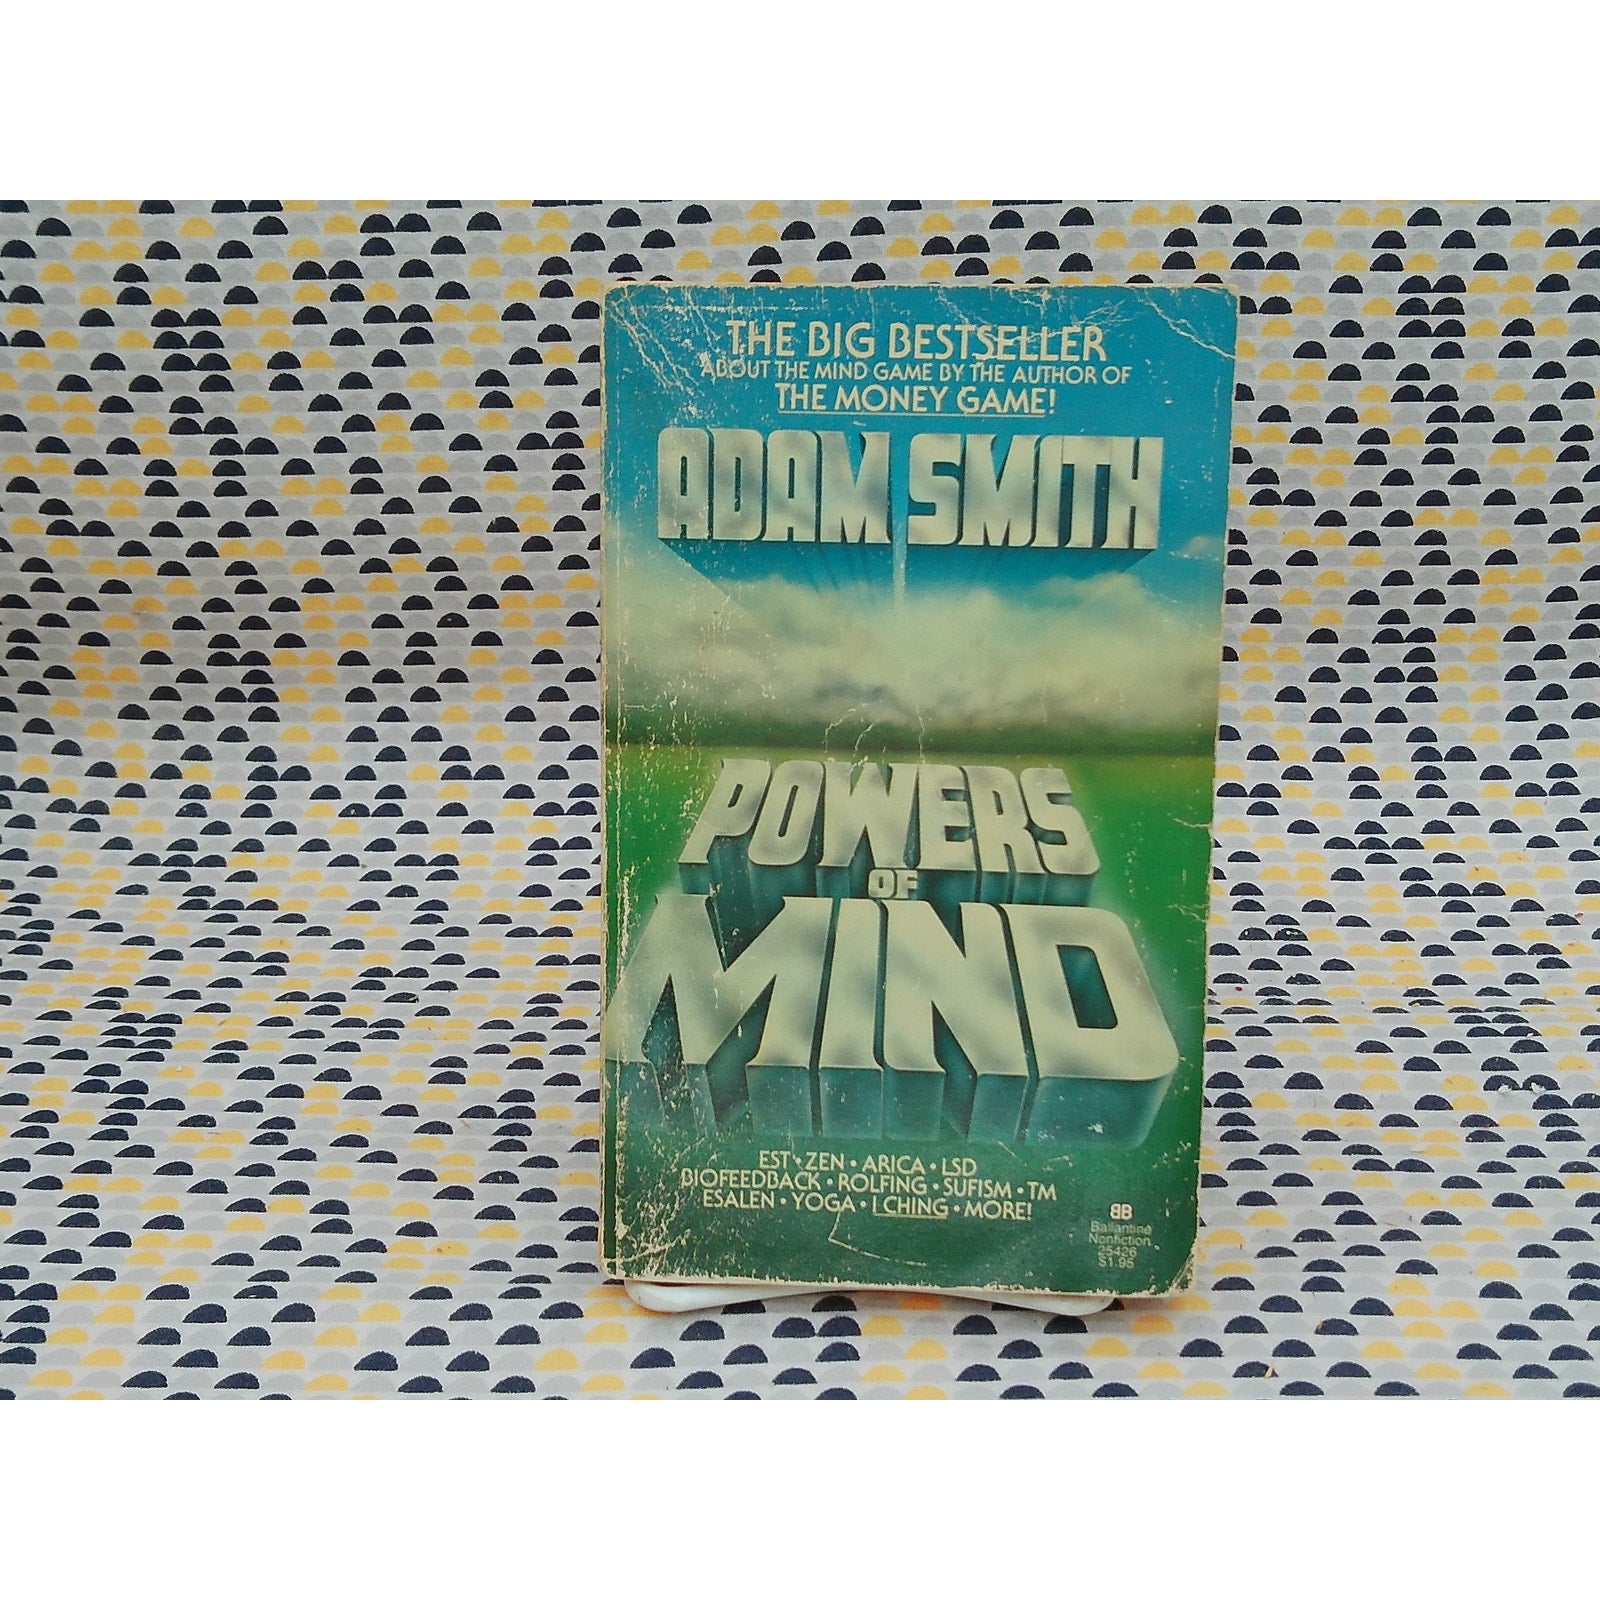 THE BIG BESTSELLER
ABOUT THE MIND GAME BY THE AUTHOR OF
THE MONEY GAME!
ADAM SMITH
POWERS
OF
MIND
EST • ZEN • ARICA • LSD
BIOFEEDBACK • ROLFING • SUFISM • TM
ESALEN • YOGA • I CHING • MORE!
BB
Ballantine
Nonfiction
25426
$1.95